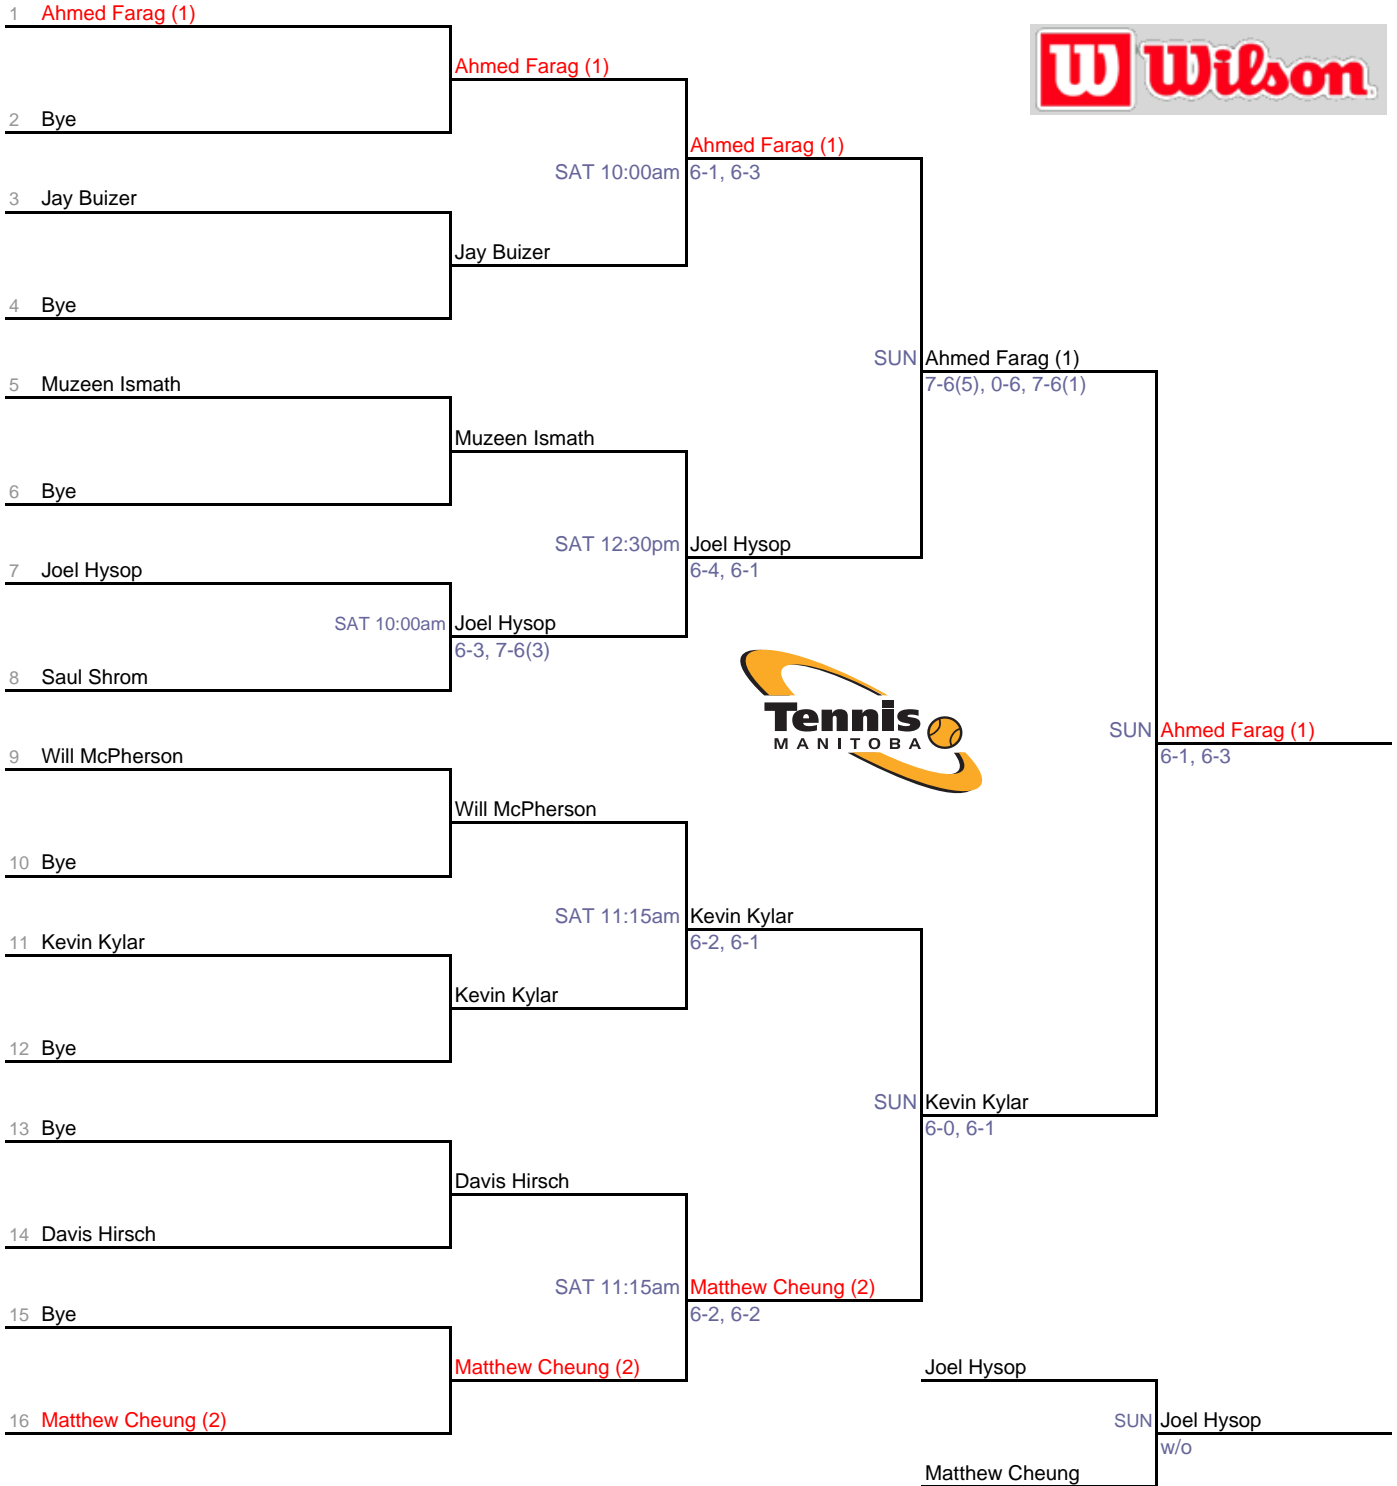 1 Ahmed Farag (1)
W Wilson
Ahmed Farag (1)
2 Bye
Ahmed Farag (1)
SAT 10:00am 6-1, 6-3
3 Jay Buizer
Jay Buizer
4 Bye
SUN Ahmed Farag (1)
7-6(5), 0-6, 7-6(1)
5 Muzeen Ismath
Muzeen Ismath
6 Bye
SAT 12:30pm Joel Hysop
6-4, 6-1
7 Joel Hysop
SAT 10:00am Joel Hysop
6-3, 7-6(3)
8 Saul Shrom
Tennis
MANITOBA
SUN Ahmed Farag (1)
6-1, 6-3
9 Will McPherson
Will McPherson
10 Bye
SAT 11:15am Kevin Kylar
6-2, 6-1
11 Kevin Kylar
Kevin Kylar
12 Bye
SUN Kevin Kylar
6-0, 6-1
13 Bye
Davis Hirsch
14 Davis Hirsch
SAT 11:15am Matthew Cheung (2)
6-2, 6-2
15 Bye
Matthew Cheung (2)
Joel Hysop
16 Matthew Cheung (2)
SUN Joel Hysop
w/o
Matthew Cheung